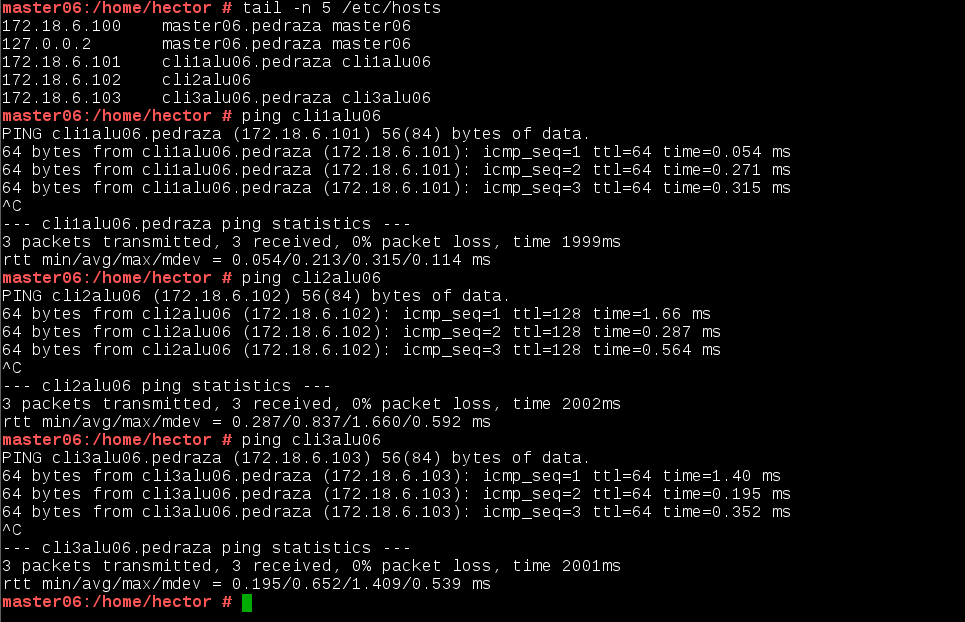 master06:/home/hector # tail -n 5 /etc/hosts
172.18.6.100    master06.pedraza master06
127.0.0.2       master06.pedraza master06
172.18.6.101    cli1alu06.pedraza cli1alu06
172.18.6.102    cli2alu06
172.18.6.103    cli3alu06.pedraza cli3alu06
master06:/home/hector # ping cli1alu06
PING cli1alu06.pedraza (172.18.6.101) 56(84) bytes of data.
64 bytes from cli1alu06.pedraza (172.18.6.101): icmp_seq=1 ttl=64 time=0.054 ms
64 bytes from cli1alu06.pedraza (172.18.6.101): icmp_seq=2 ttl=64 time=0.271 ms
64 bytes from cli1alu06.pedraza (172.18.6.101): icmp_seq=3 ttl=64 time=0.315 ms
^C
--- cli1alu06.pedraza ping statistics ---
3 packets transmitted, 3 received, 0% packet loss, time 1999ms
rtt min/avg/max/mdev = 0.054/0.213/0.315/0.114 ms
master06:/home/hector # ping cli2alu06
PING cli2alu06 (172.18.6.102) 56(84) bytes of data.
64 bytes from cli2alu06 (172.18.6.102): icmp_seq=1 ttl=128 time=1.66 ms
64 bytes from cli2alu06 (172.18.6.102): icmp_seq=2 ttl=128 time=0.287 ms
64 bytes from cli2alu06 (172.18.6.102): icmp_seq=3 ttl=128 time=0.564 ms
^C
--- cli2alu06 ping statistics ---
3 packets transmitted, 3 received, 0% packet loss, time 2002ms
rtt min/avg/max/mdev = 0.287/0.837/1.660/0.592 ms
master06:/home/hector # ping cli3alu06
PING cli3alu06.pedraza (172.18.6.103) 56(84) bytes of data.
64 bytes from cli3alu06.pedraza (172.18.6.103): icmp_seq=1 ttl=64 time=1.40 ms
64 bytes from cli3alu06.pedraza (172.18.6.103): icmp_seq=2 ttl=64 time=0.195 ms
64 bytes from cli3alu06.pedraza (172.18.6.103): icmp_seq=3 ttl=64 time=0.352 ms
^C
--- cli3alu06.pedraza ping statistics ---
3 packets transmitted, 3 received, 0% packet loss, time 2001ms
rtt min/avg/max/mdev = 0.195/0.652/1.409/0.539 ms
master06:/home/hector #